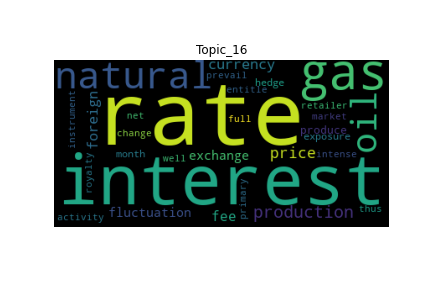 Topic_16
currency
natural
prevail
gas
hedge
entitle
instrument
foreign
rate
retailer
oil
net
full
market
change
produce
exposure
month
well
exchange
price
intense
royalty
interest
primary
activity
fluctuation
fee
production
thus